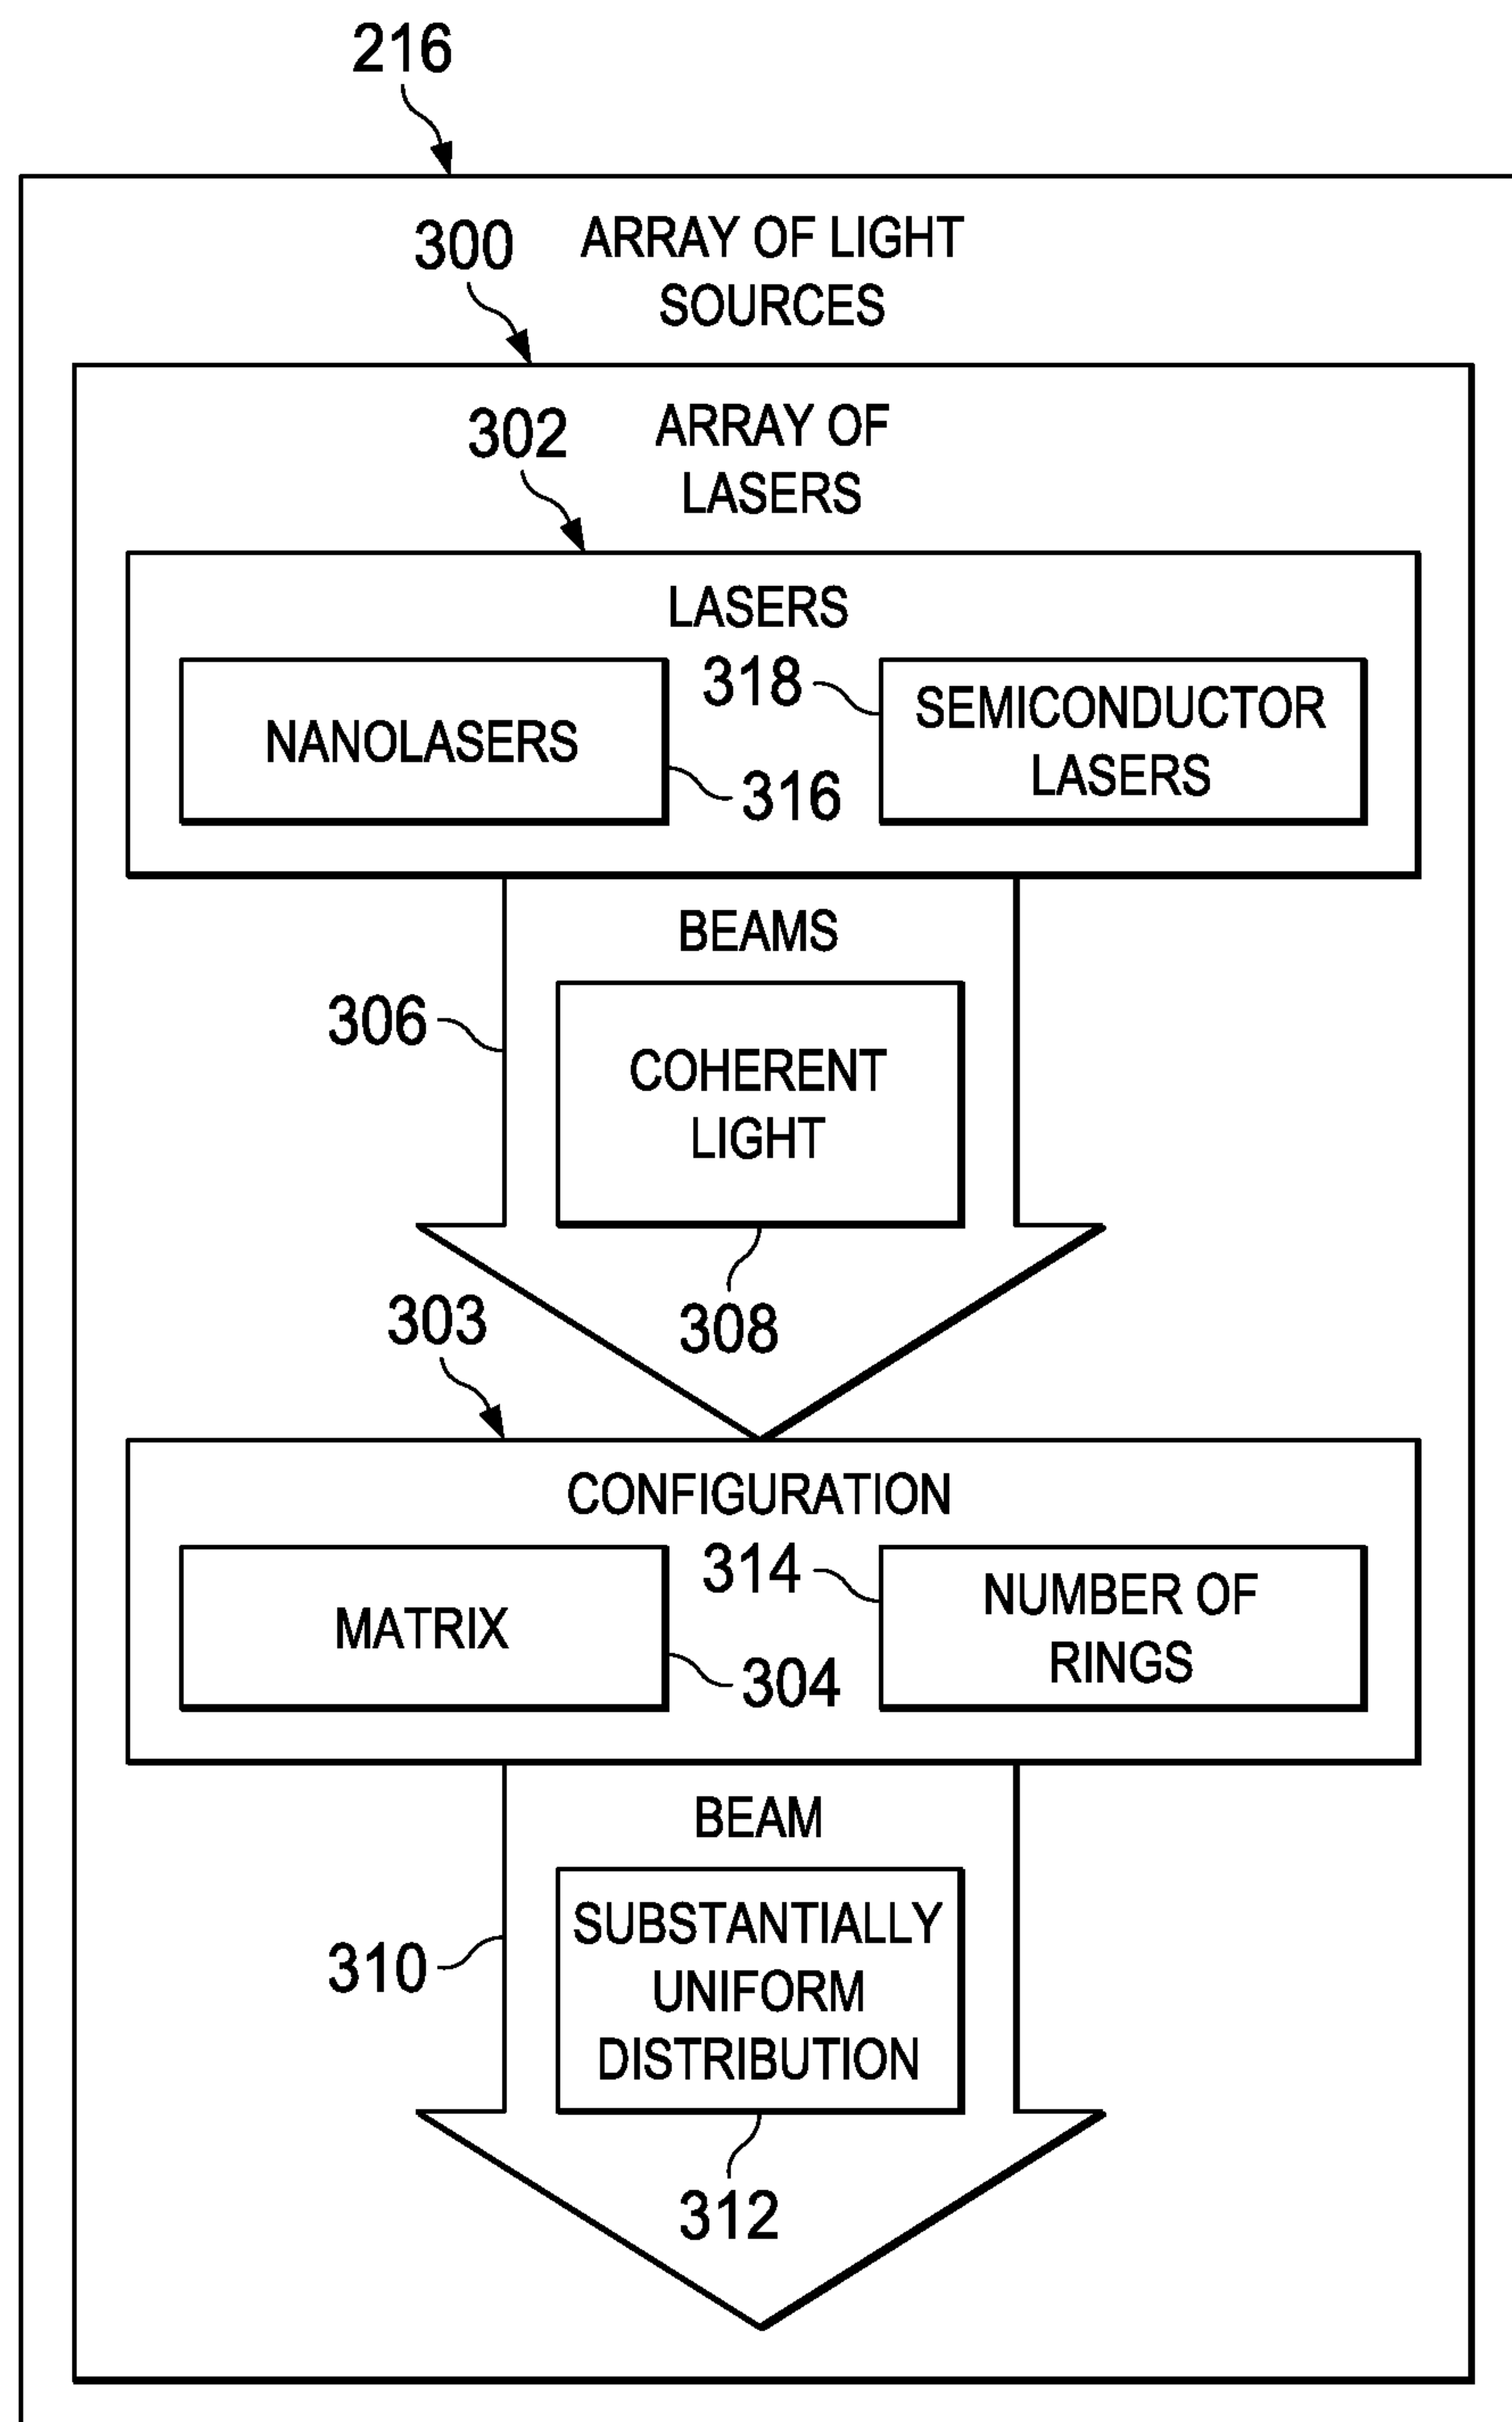 216
300
ARRAY OF LIGHT
SOURCES
302
ARRAY OF
LASERS
LASERS
NANOLASERS
316
318
SEMICONDUCTOR
LASERS
BEAMS
306
COHERENT
LIGHT
308
303
CONFIGURATION
MATRIX
304
314
NUMBER OF
RINGS
BEAM
310
SUBSTANTIALLY
UNIFORM
DISTRIBUTION
312